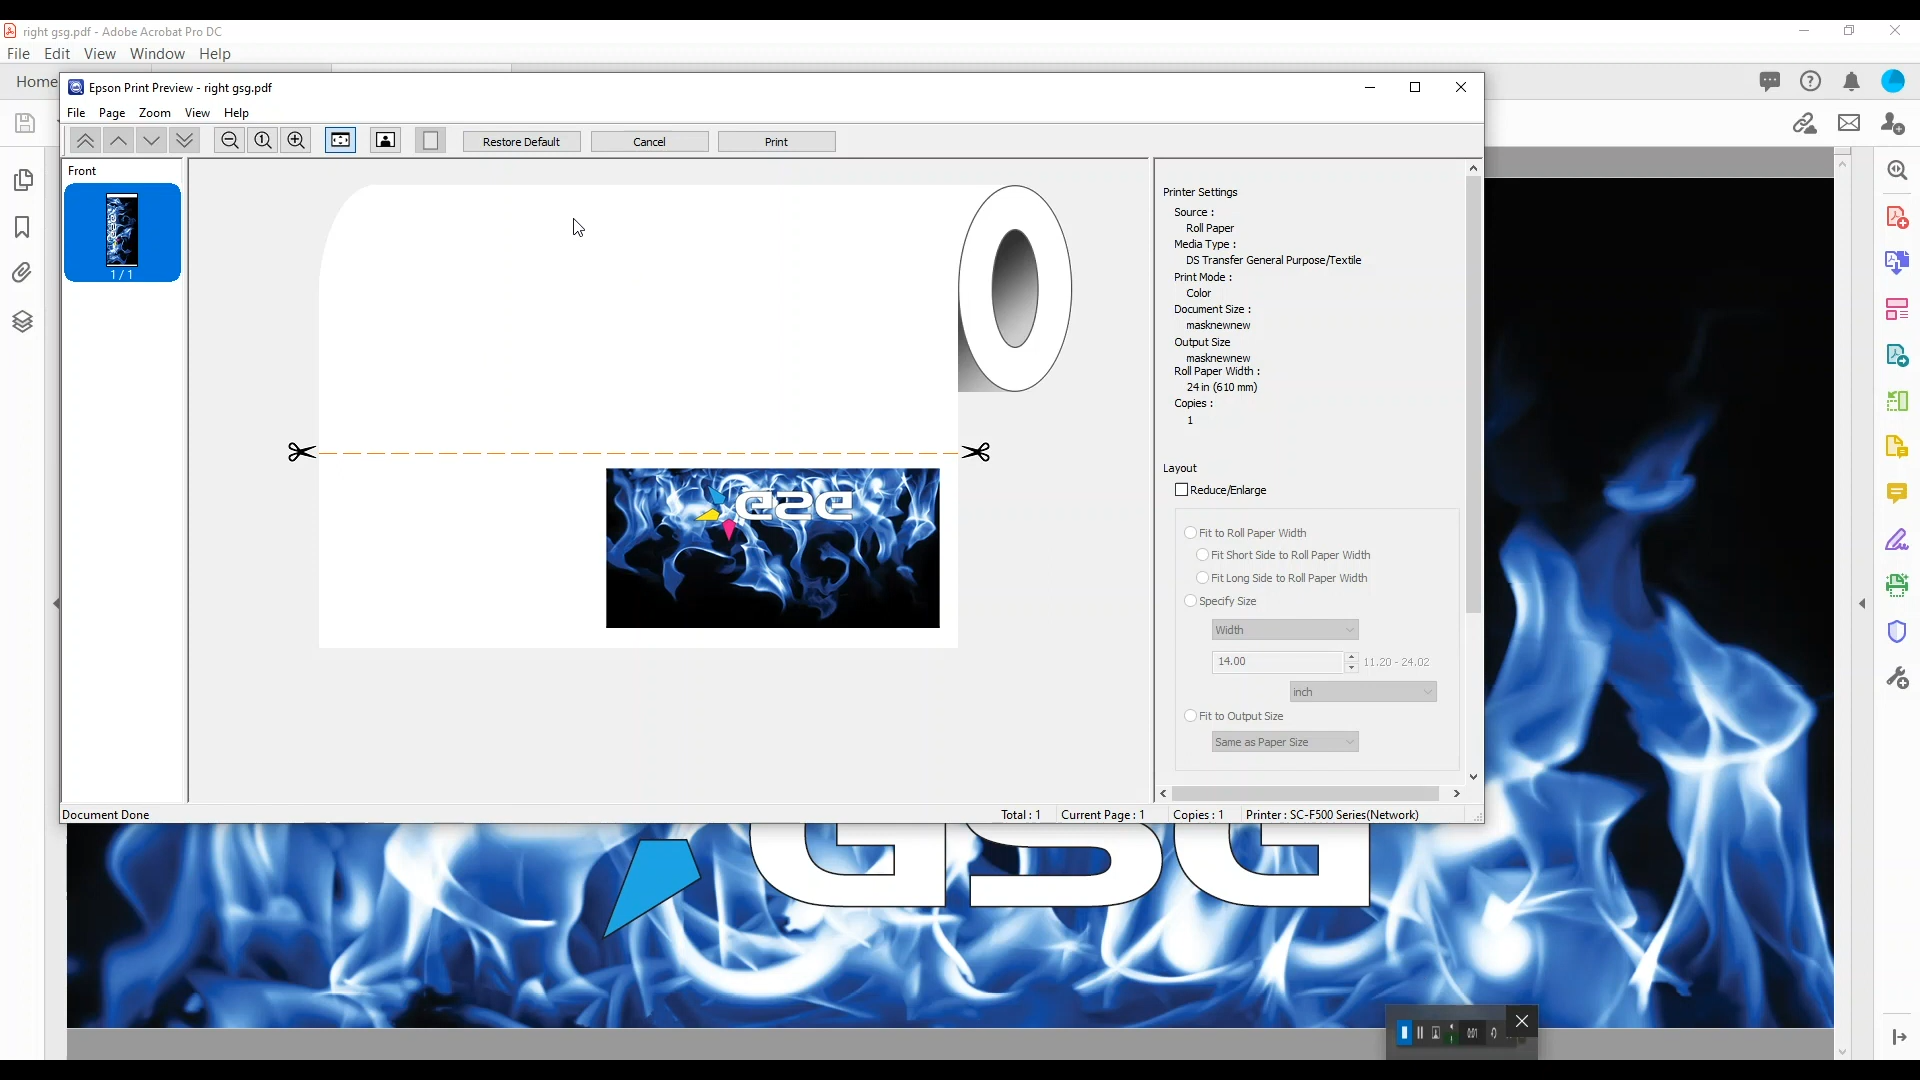 right gsg.pdf - Adobe Acrobat Pro DC
File Edit View Window Help
Home
Epson Print Preview - right gsg.pdf
File Page Zoom View Help
Restore Default Cancel Print
Front
1 / 1
Printer Settings
Source :
Roll Paper
Media Type :
DS Transfer General Purpose/Textile
Print Mode :
Color
Document Size :
masknewnew
Output Size
masknewnew
Roll Paper Width :
24 in (610 mm)
Copies :
1
Layout
Reduce/Enlarge
Fit to Roll Paper Width
Fit Short Side to Roll Paper Width
Fit Long Side to Roll Paper Width
Specify Size
Width
14.00 11.20 - 24.02
inch
Fit to Output Size
Same as Paper Size
Document Done Total : 1 Current Page : 1 Copies : 1 Printer : SC-F500 Series(Network)
GSG